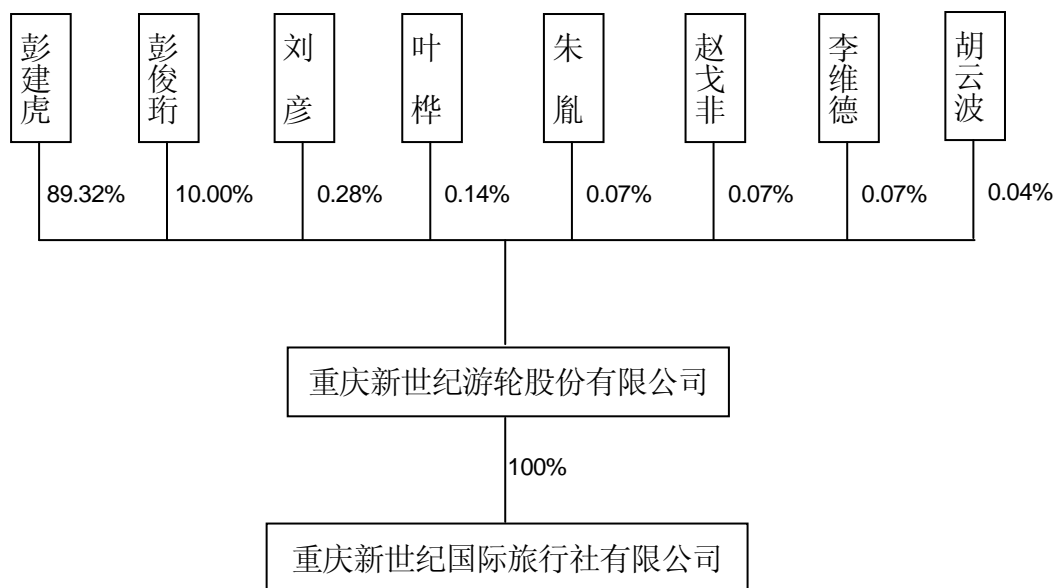 彭建虎
彭俊珩
刘彦
叶桦
朱胤
赵戈非
李维德
胡云波
89.32%
10.00%
0.28%
0.14%
0.07%
0.07%
0.07%
0.04%
重庆新世纪游轮股份有限公司
100%
重庆新世纪国际旅行社有限公司